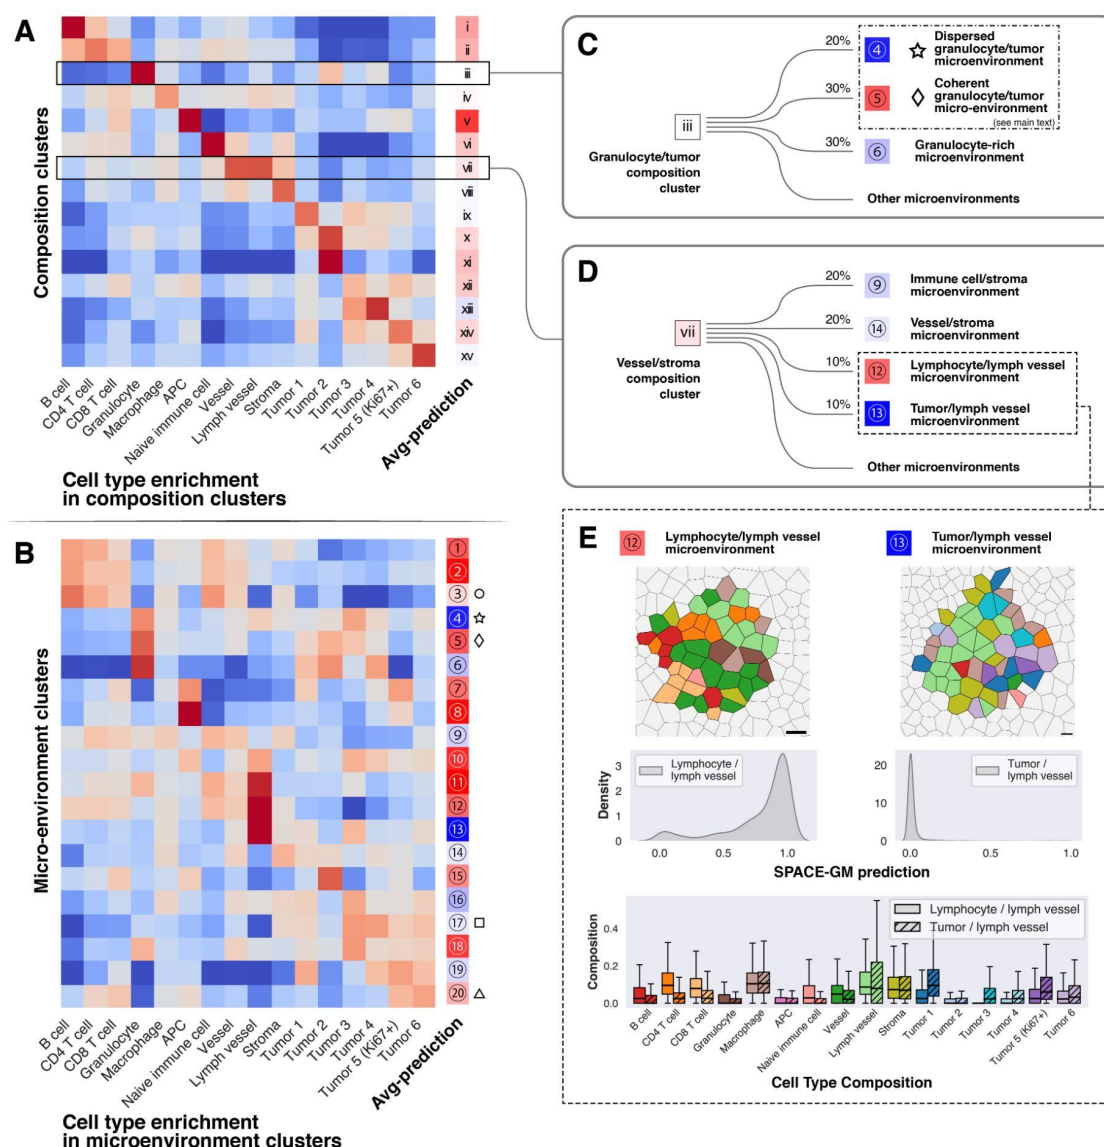 A
Composition clusters
i
ii
iii
iv
v
vi
vii
viii
ix
x
xi
xii
xiii
xiv
xv
B cell
CD4 T cell
CD8 T cell
Granulocyte
Macrophage
APC
Naive immune cell
Vessel
Lymph vessel
Stroma
Tumor 1
Tumor 2
Tumor 3
Tumor 4
Tumor 5 (Ki67+)
Tumor 6
Avg-prediction
Cell type enrichment
in composition clusters
B
Micro-environment clusters
1
2
3
4
5
6
7
8
9
10
11
12
13
14
15
16
17
18
19
20
B cell
CD4 T cell
CD8 T cell
Granulocyte
Macrophage
APC
Naive immune cell
Vessel
Lymph vessel
Stroma
Tumor 1
Tumor 2
Tumor 3
Tumor 4
Tumor 5 (Ki67+)
Tumor 6
Avg-prediction
Cell type enrichment
in microenvironment clusters
C
iii
Granulocyte/tumor
composition
cluster
20%
4
Dispersed
granulocyte/tumor
microenvironment
30%
5
Coherent
granulocyte/tumor
micro-environment
(see main text)
30%
6
Granulocyte-rich
microenvironment
Other microenvironments
D
vii
Vessel/stroma
composition
cluster
20%
9
Immune cell/stroma
microenvironment
20%
14
Vessel/stroma
microenvironment
10%
12
Lymphocyte/lymph vessel
microenvironment
10%
13
Tumor/lymph vessel
microenvironment
Other microenvironments
E
12
Lymphocyte/lymph vessel
microenvironment
13
Tumor/lymph vessel
microenvironment
Density
3
2
1
0
Lymphocyte /
lymph vessel
0.0 0.5 1.0
20
10
0
Tumor /
lymph vessel
0.0 0.5 1.0
SPACE-GM prediction
Composition
0.4
0.2
0.0
Lymphocyte / lymph vessel
Tumor / lymph vessel
B cell
CD4 T cell
CD8 T cell
Granulocyte
Macrophage
APC
Naive immune cell
Vessel
Lymph vessel
Stroma
Tumor 1
Tumor 2
Tumor 3
Tumor 4
Tumor 5 (Ki67+)
Tumor 6
Cell Type Composition